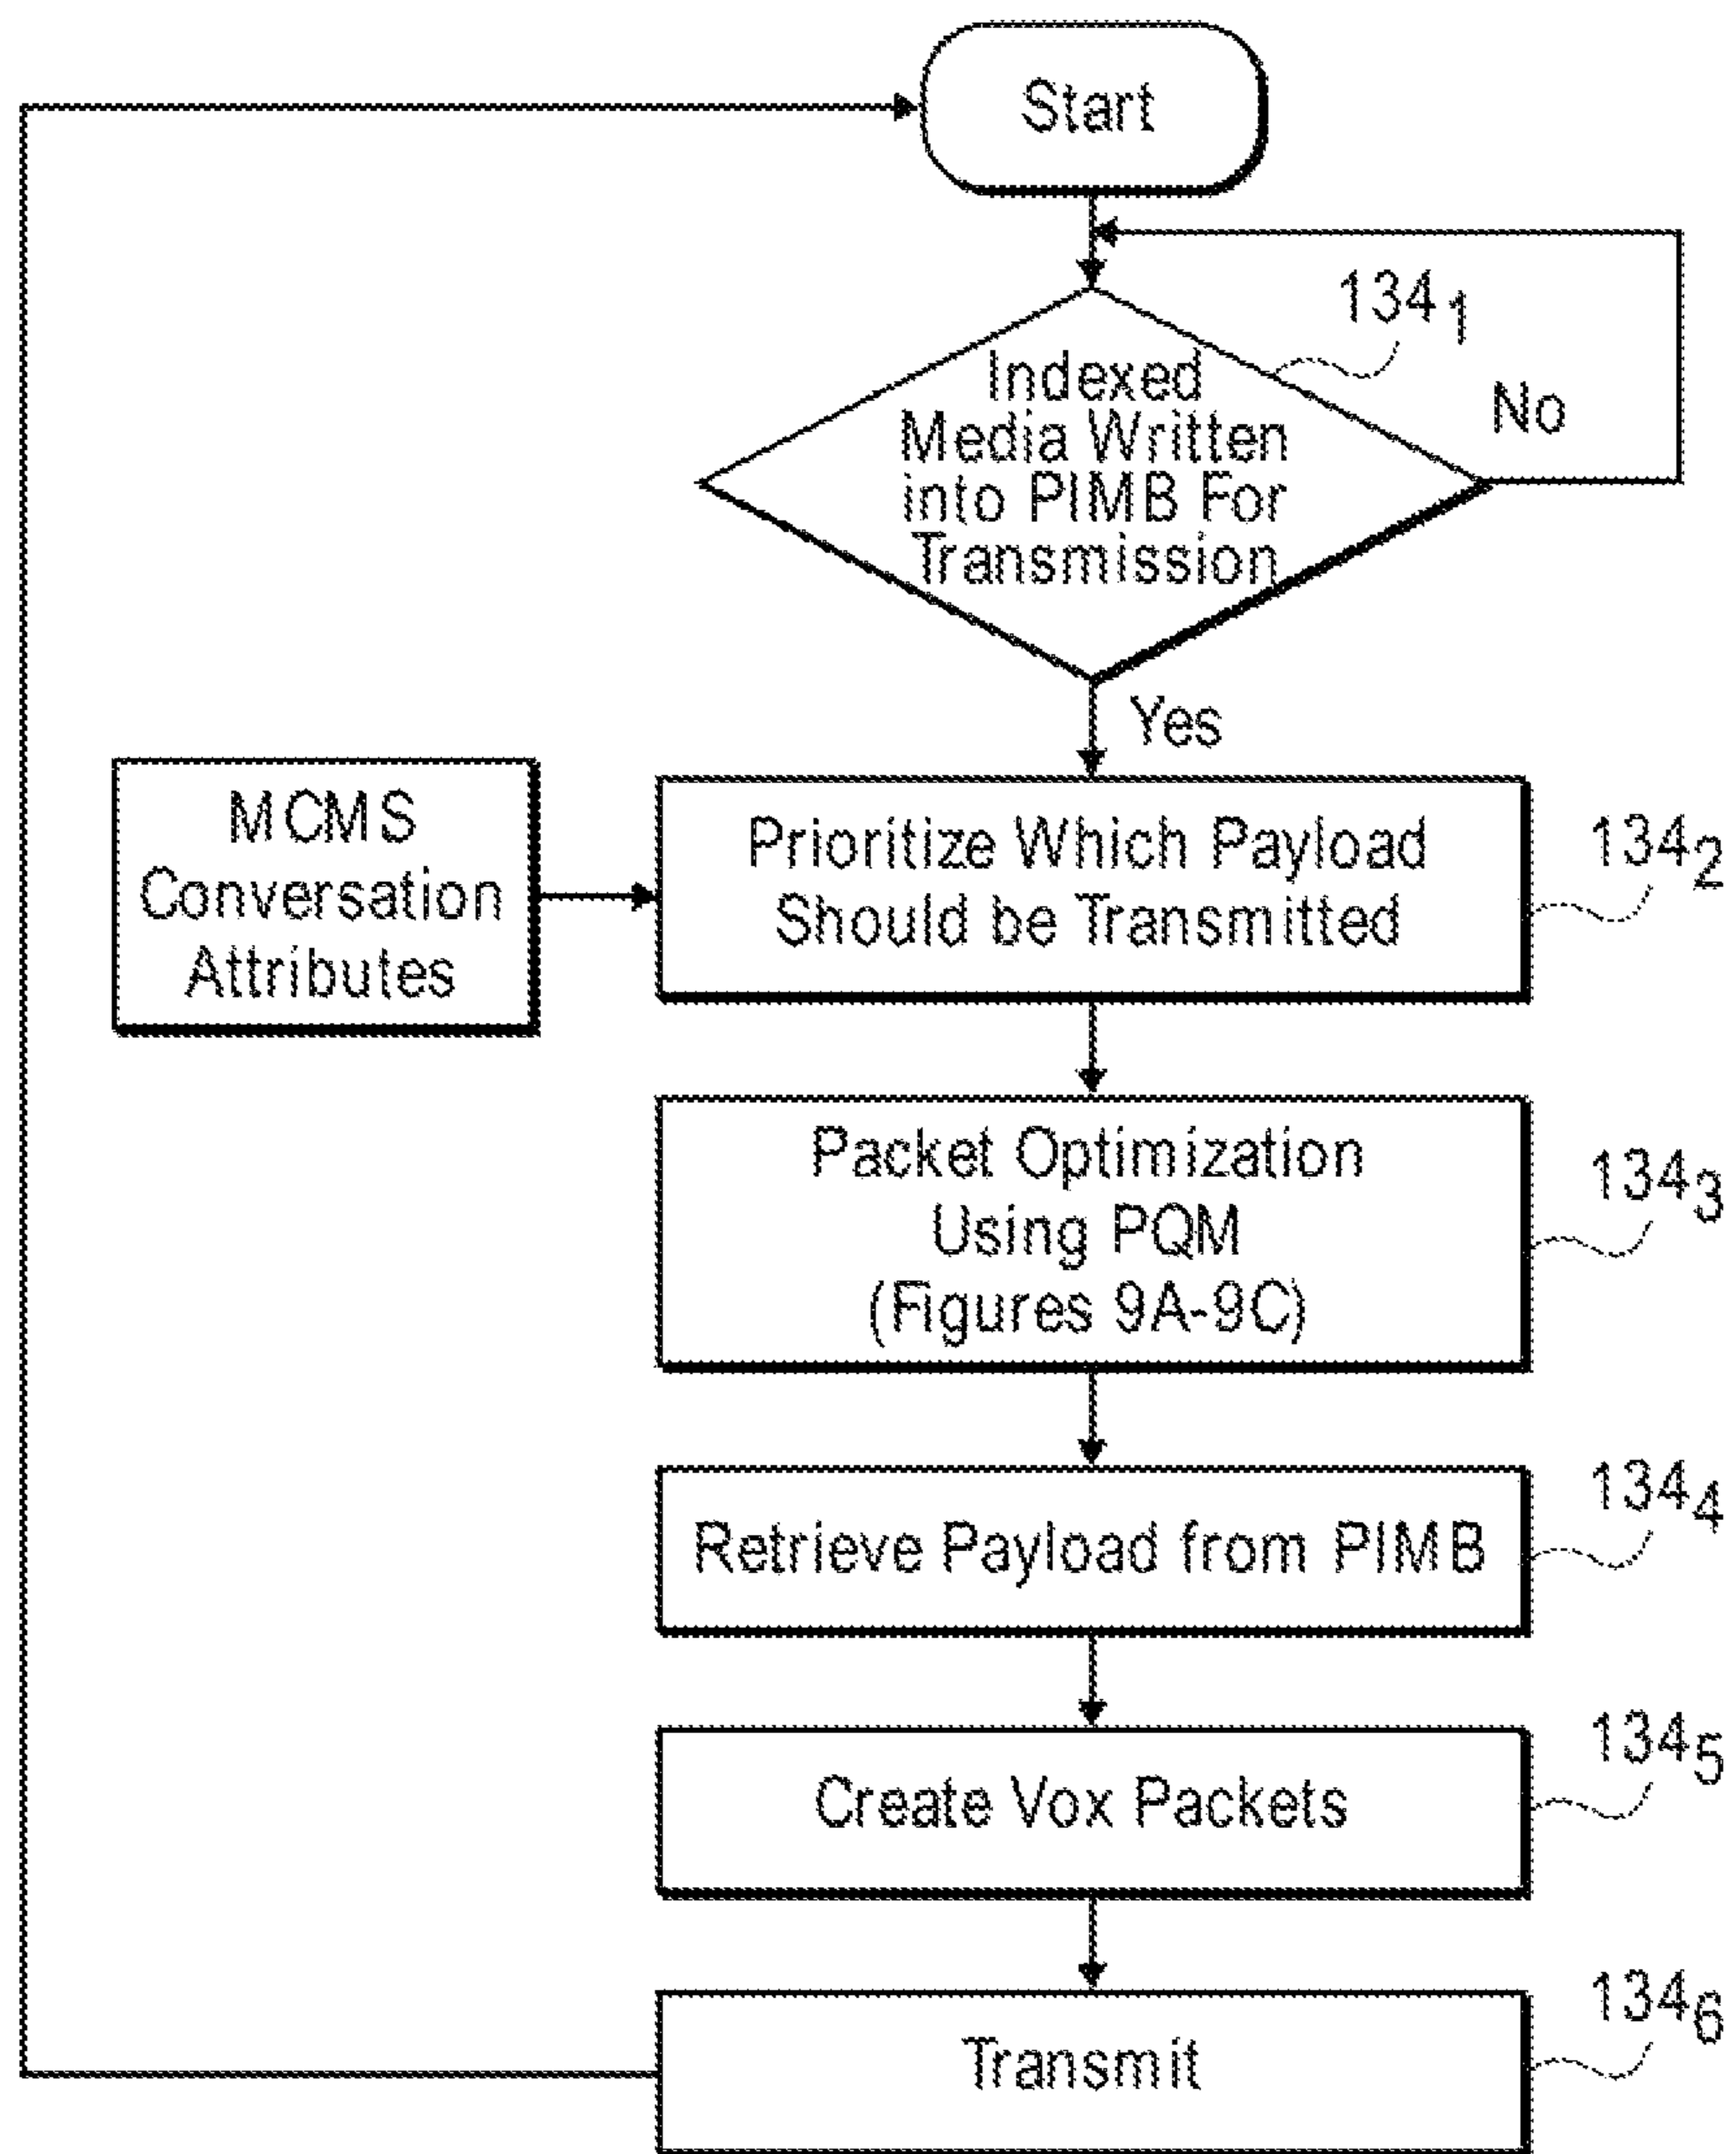 Start
134₁
Indexed
Media Written
into PIMB For
Transmission
No
Yes
MCMS
Conversation
Attributes
Prioritize Which Payload
Should be Transmitted
134₂
Packet Optimization
Using PQM
(Figures 9A-9C)
134₃
Retrieve Payload from PIMB
134₄
Create Vox Packets
134₅
Transmit
134₆